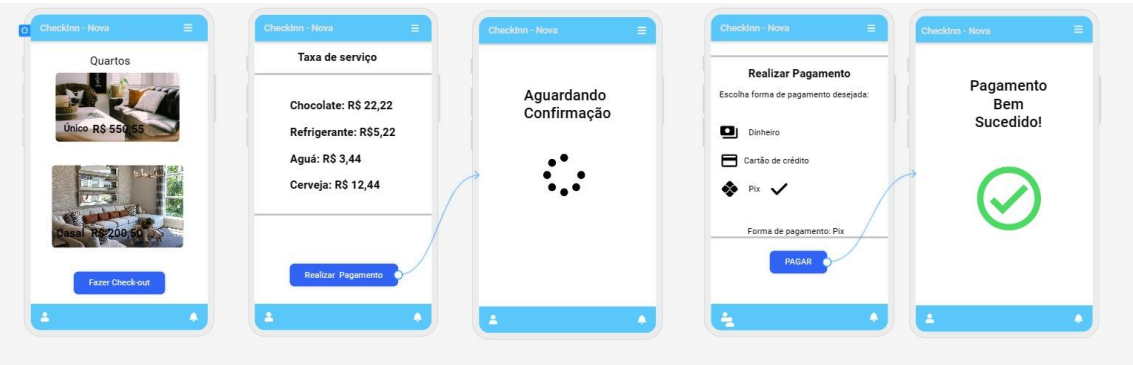 CheckInn - Nova
Quartos
Único R$ 550,55
Casal R$ 200,50
Fazer Check-out
CheckInn - Nova
Taxa de serviço
Chocolate: R$ 22,22
Refrigerante: R$5,22
Aguá: R$ 3,44
Cerveja: R$ 12,44
Realizar Pagamento
CheckInn - Nova
Aguardando
Confirmação
CheckInn - Nova
Realizar Pagamento
Escolha forma de pagamento desejada:
Dinheiro
Cartão de crédito
Pix
Forma de pagamento: Pix
PAGAR
CheckInn - Nova
Pagamento
Bem
Sucedido!